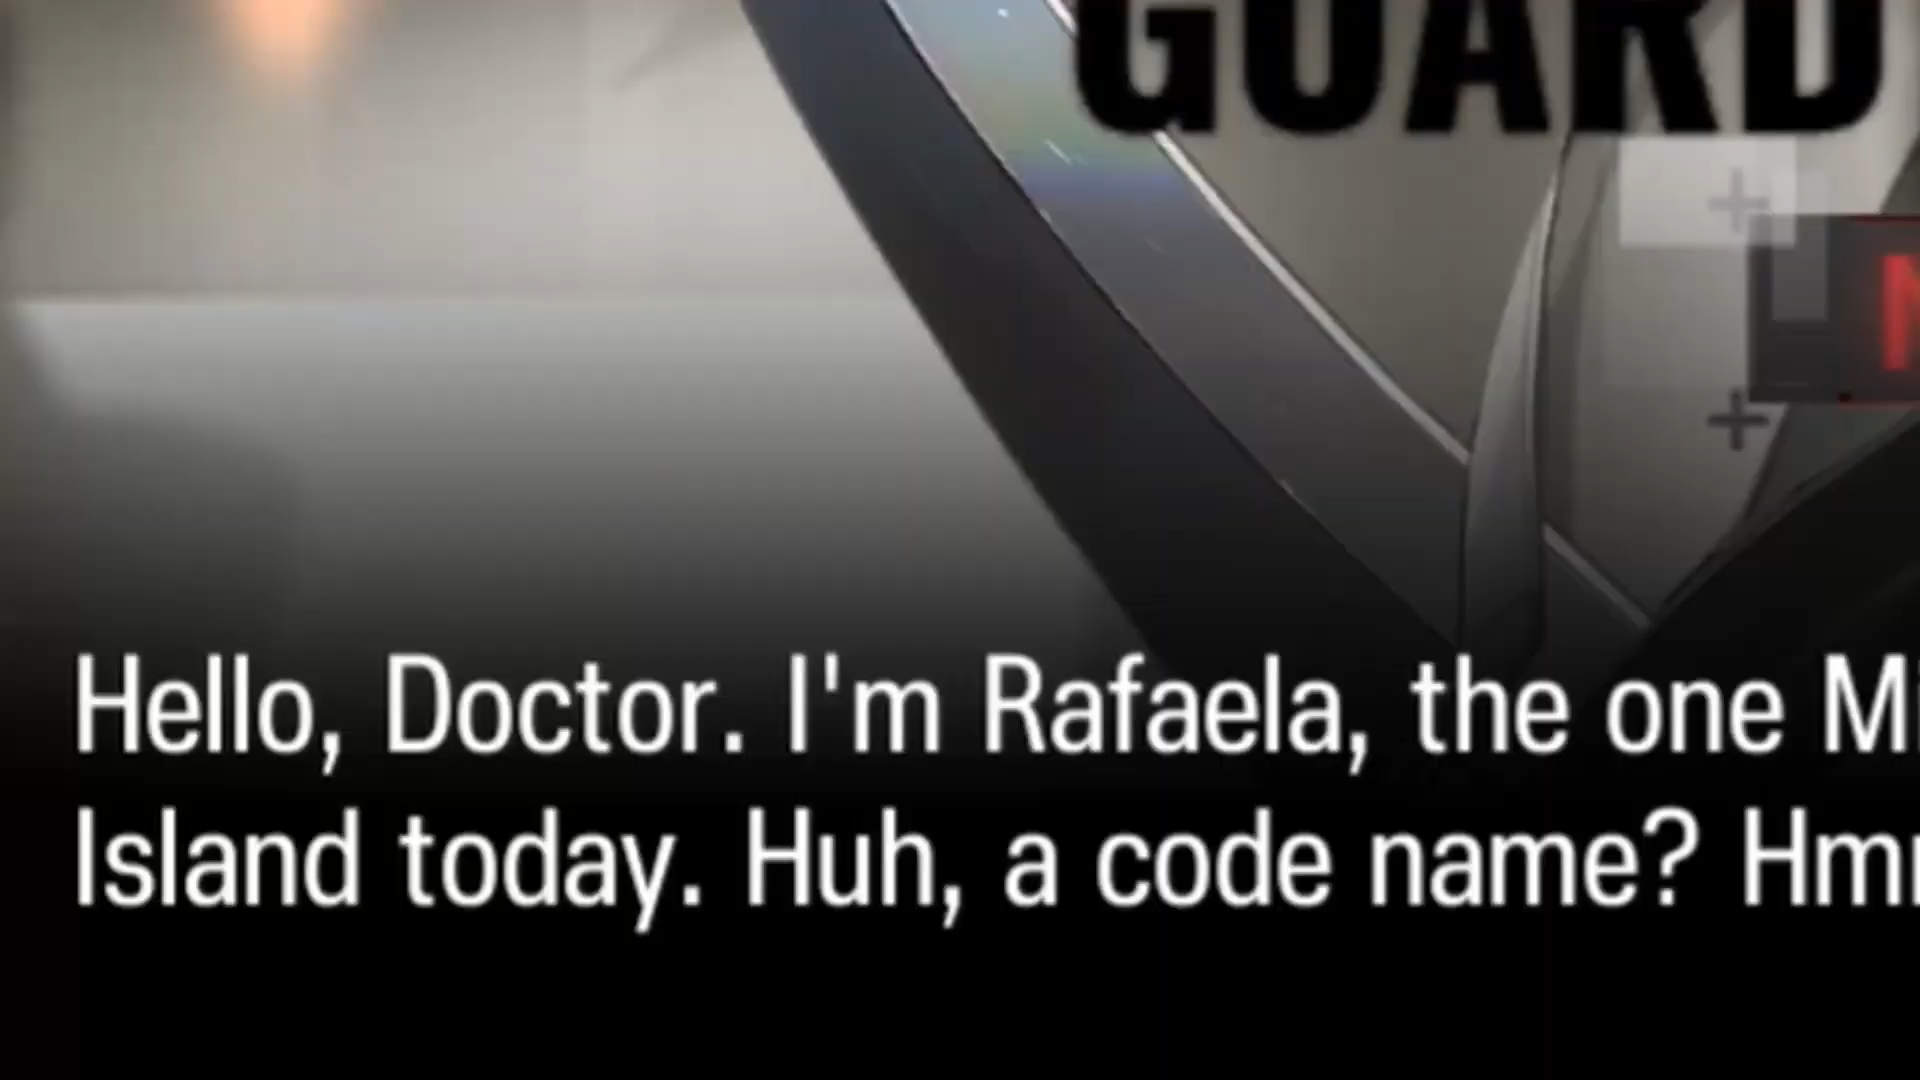 GUARD
Hello, Doctor. I'm Rafaela, the one
Island today. Huh, a code name?